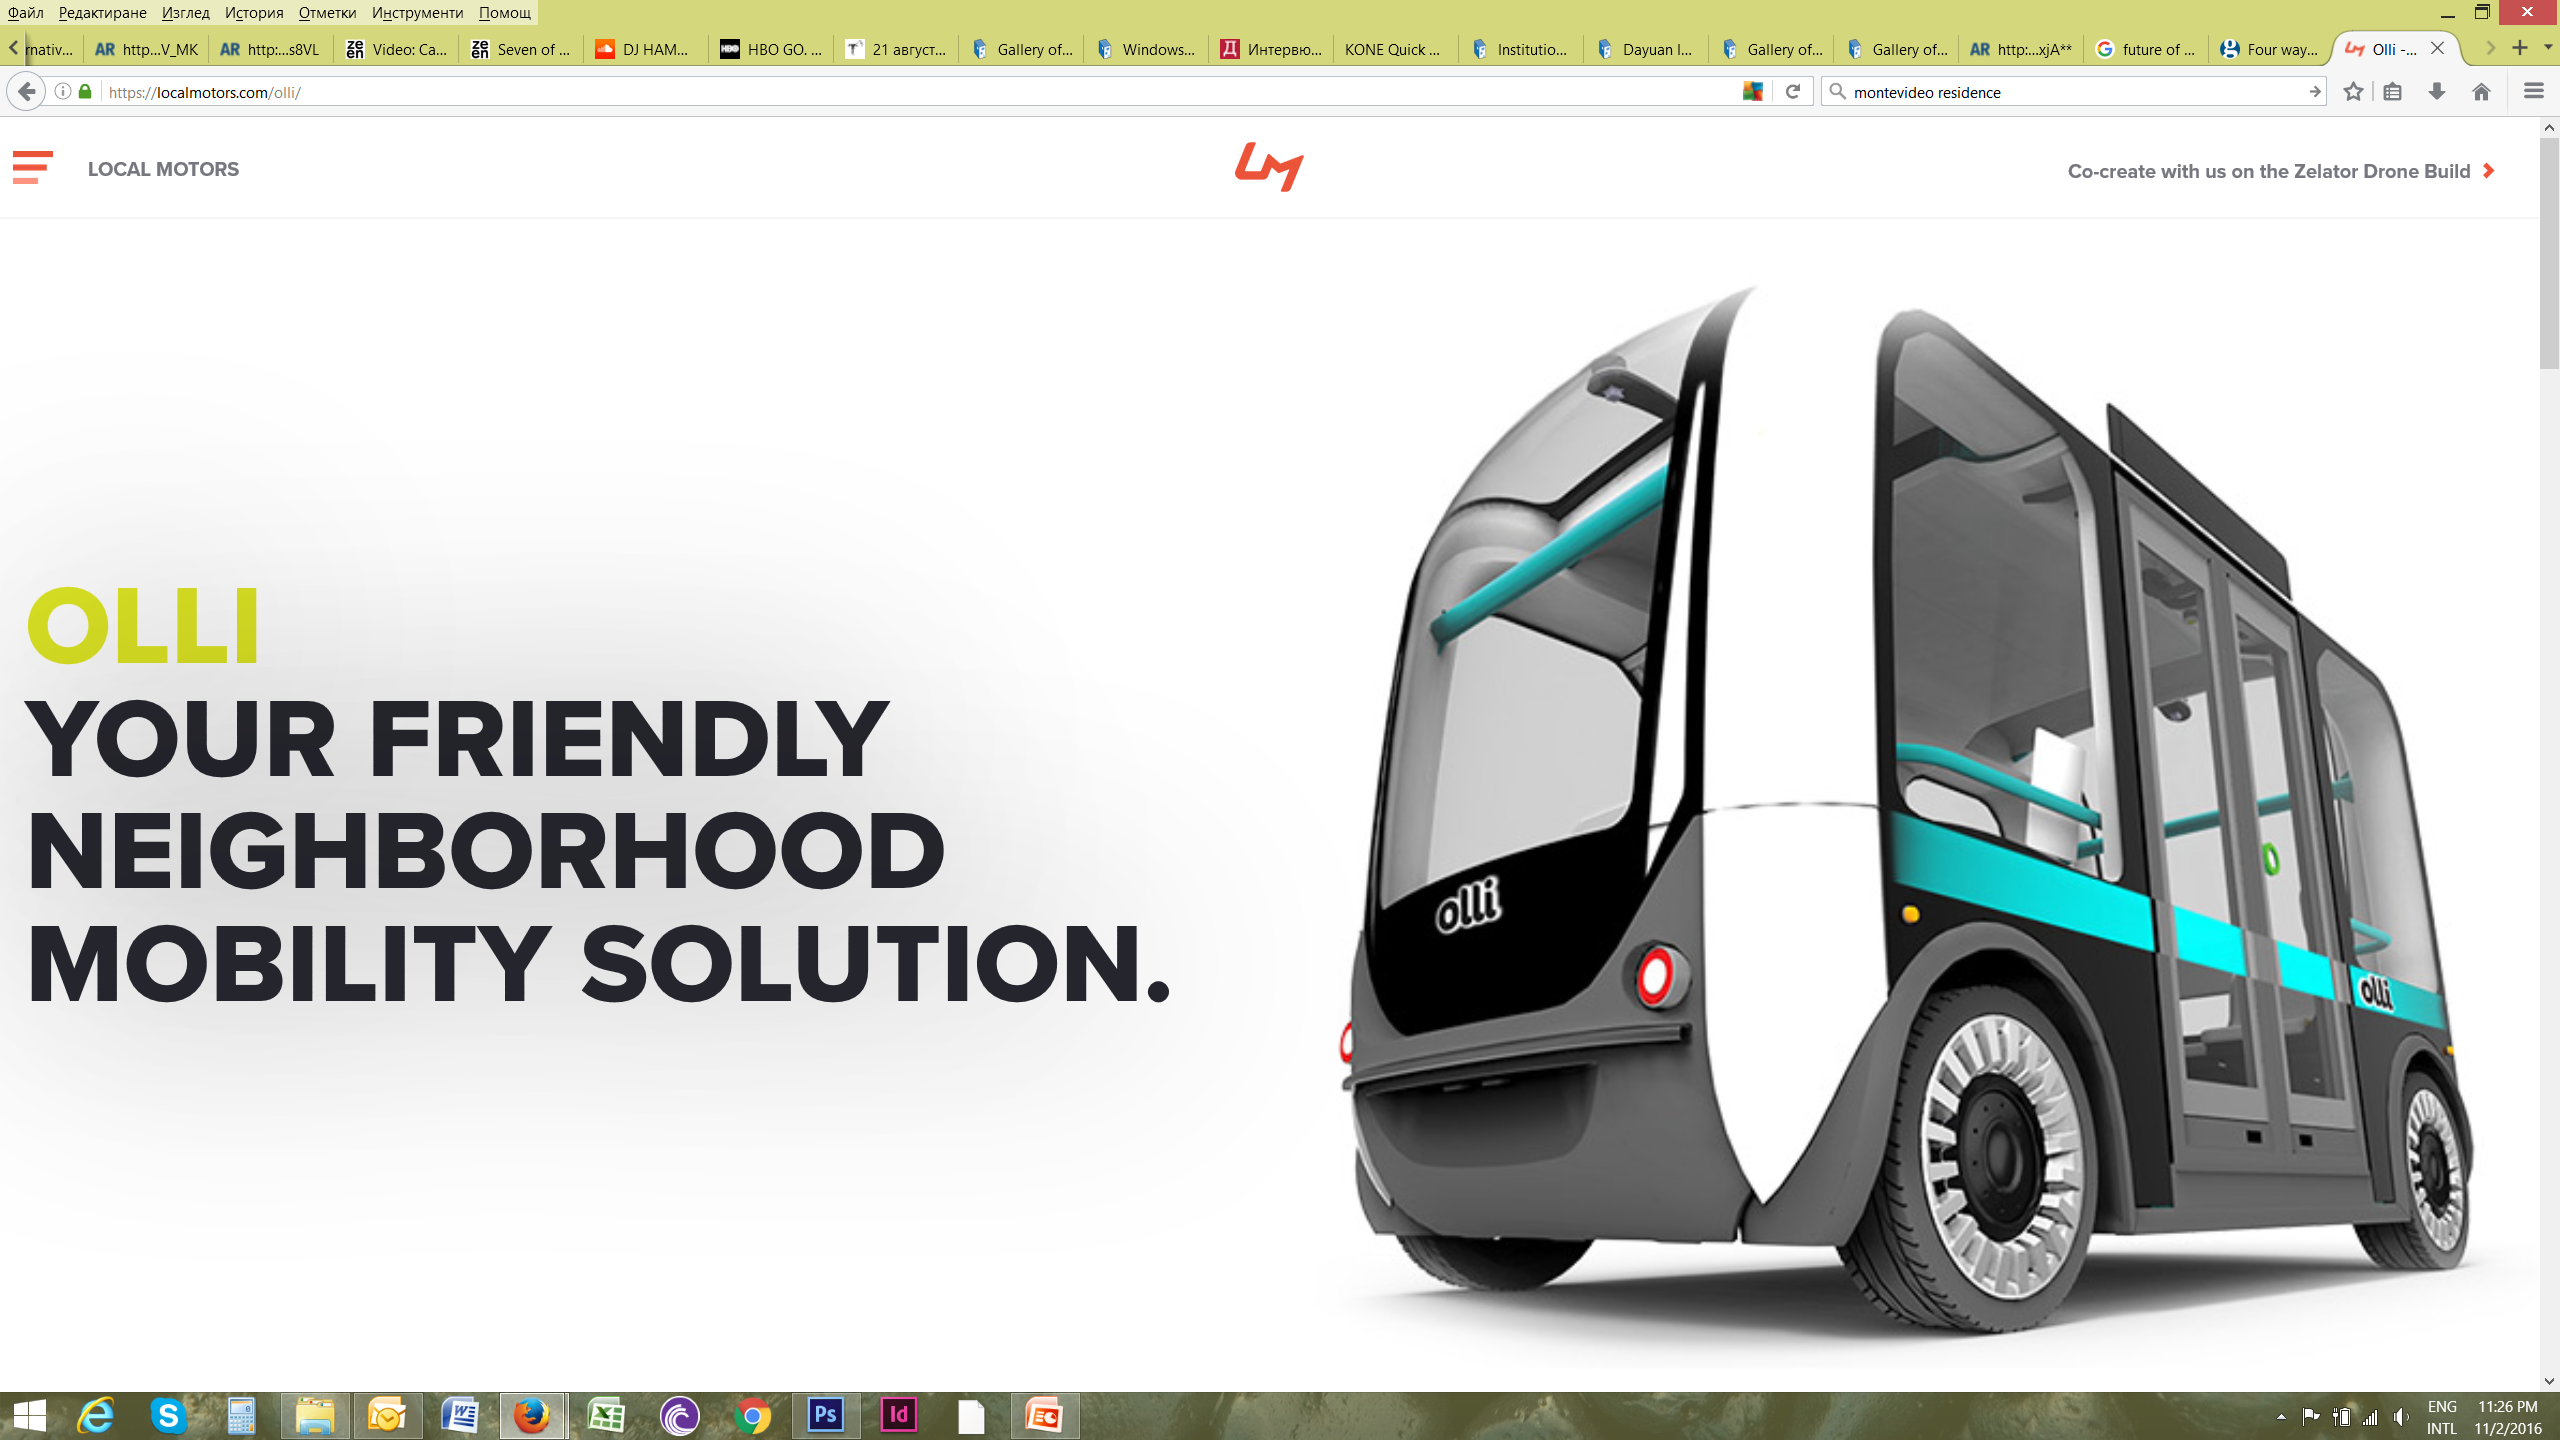 Файл Редактиране Изглед История Отметки Инструменти Помощ
rnativ... http:...V_MK http:...s8VL Video: Ca... Seven of ... DJ HAM... HBO GO. ... 21 август... Gallery of... Windows... Интервю... KONE Quick ... Institutio... Dayuan I... Gallery of... Gallery of... http:...xjA** future of ... Four way... Olli -...
https://localmotors.com/olli/
montevideo residence
LOCAL MOTORS
LM
Co-create with us on the Zelator Drone Build
OLLI
YOUR FRIENDLY
NEIGHBORHOOD
MOBILITY SOLUTION.
olli
olli
ENG 11:26 PM
INTL 11/2/2016